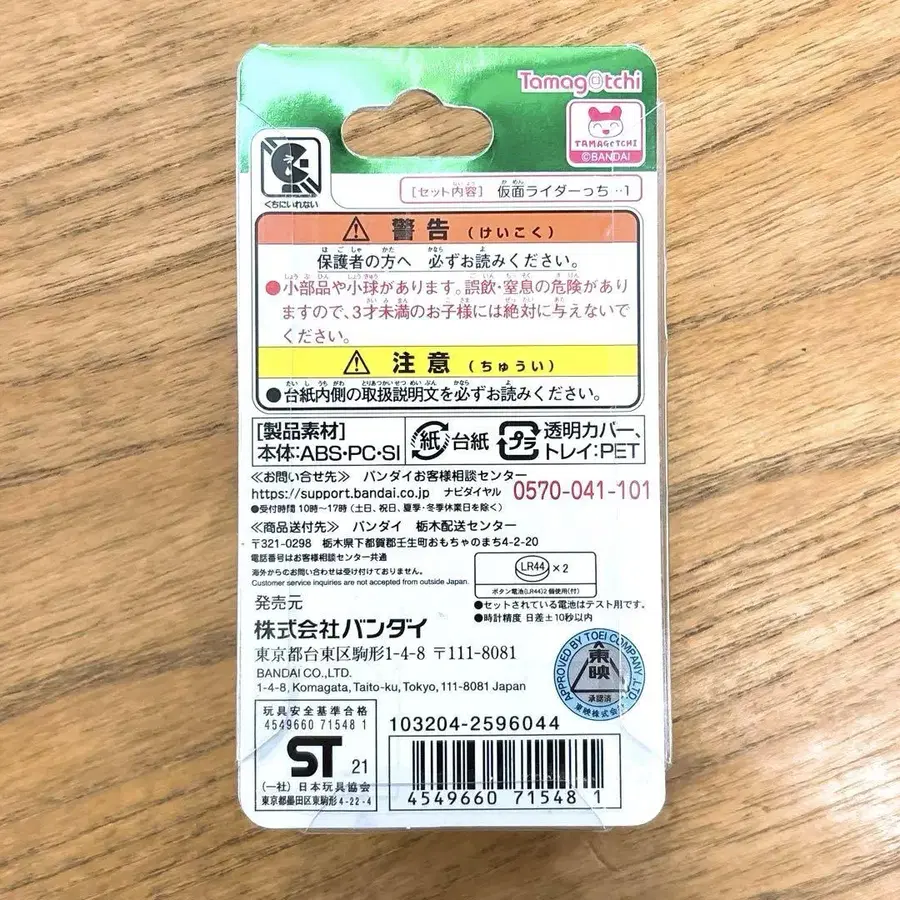 Tamagotchi
TAMAGOTCHI
©BANDAI
くちにいれない
[セット内容] 仮面ライダーっち…1
警告 (けいこく)
保護者の方へ 必ずお読みください。
●小部品や小球があります。誤飲・窒息の危険があり
ますので、3才未満のお子様には絶対に与えないで
ください。
注意 (ちゅうい)
●台紙内側の取扱説明文を必ずお読みください。
[製品素材]
本体:ABS・PC・SI
紙 台紙
プラ 透明カバー、
トレイ:PET
≪お問い合せ先≫ バンダイお客様相談センター
https://support.bandai.co.jp ナビダイヤル 0570-041-101
●受付時間 10時~17時 (土日、祝日、夏季・冬季休業日を除く)
≪商品送付先≫ バンダイ 栃木配送センター
〒321-0298 栃木県下都賀郡壬生町おもちゃのまち4-2-20
電話番号はお客様相談センター共通
海外からのお問い合わせは受け付けておりません。
Customer service inquiries are not accepted from outside Japan.
LR44 ×2
ボタン電池(LR44)2個使用(付)
●セットされている電池はテスト用です。
●時計精度 日差±10秒以内
発売元
株式会社バンダイ
東京都台東区駒形1-4-8 〒111-8081
BANDAI CO.,LTD.
1-4-8, Komagata, Taito-ku, Tokyo, 111-8081 Japan
APPROVED BY TOEI COMPANY, LTD.
東映
承認済
東映株式会社
玩具安全基準合格
4549660 71548 1
ST 21
(一社) 日本玩具協会
東京都墨田区東駒形4-22-4
103204-2596044
4549660 71548 1